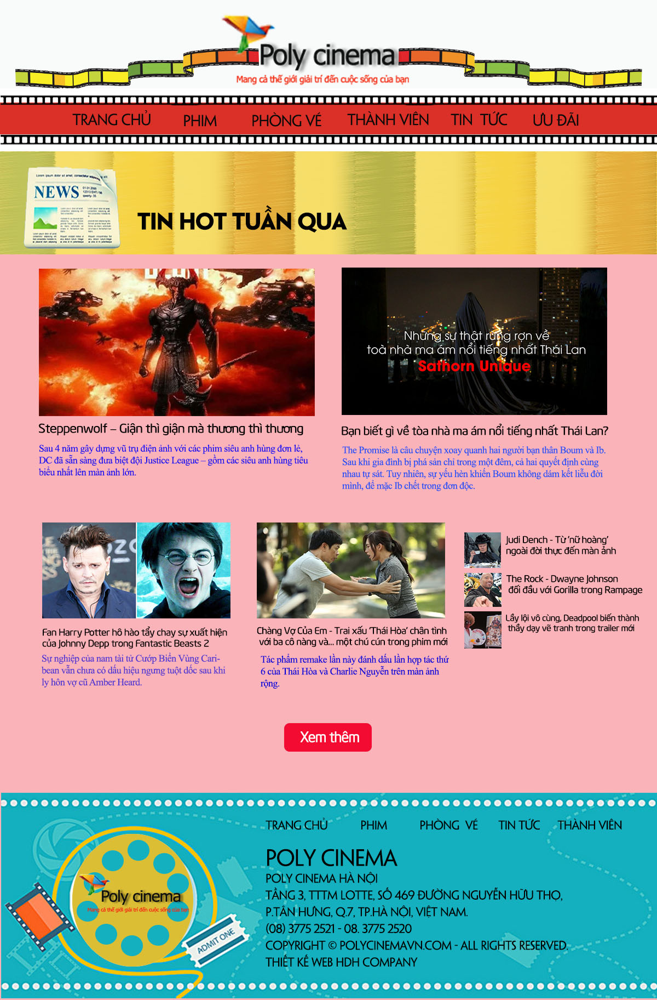 Poly cinema
Mang cả thế giới giải trí đến cuộc sống của bạn
TRANG CHỦ PHIM PHÒNG VÉ THÀNH VIÊN TIN TỨC ƯU ĐÃI
NEWS
TIN HOT TUẦN QUA
Những sự thật rùng rợn về
toà nhà ma ám nổi tiếng nhất Thái Lan
Sathorn Unique
Steppenwolf – Giận thì giận mà thương thì thương
Sau 4 năm gây dựng vũ trụ điện ảnh với các phim siêu anh hùng đơn lẻ,
DC đã sẵn sàng đưa biệt đội Justice League – gồm các siêu anh hùng tiêu
biểu nhất lên màn ảnh lớn.
Bạn biết gì về tòa nhà ma ám nổi tiếng nhất Thái Lan?
The Promise là câu chuyện xoay quanh hai người bạn thân Boum và Ib.
Sau khi gia đình bị phá sản chỉ trong một đêm, cả hai quyết định cùng
nhau tự sát. Tuy nhiên, sự yếu hèn khiến Boum không dám kết liễu đời
mình, để mặc Ib chết trong đơn độc.
Fan Harry Potter hô hào tẩy chay sự xuất hiện
của Johnny Depp trong Fantastic Beasts 2
Sự nghiệp của nam tài tử Cướp Biển Vùng Cari-
bean vẫn chưa có dấu hiệu ngưng tuột dốc sau khi
ly hôn vợ cũ Amber Heard.
Chàng Vợ Của Em - Trai xấu ‘Thái Hòa’ chân tình
với ba cô nàng và... một chú cún trong phim mới
Tác phẩm remake lần này đánh dấu lần hợp tác thứ
6 của Thái Hòa và Charlie Nguyễn trên màn ảnh
rộng.
Judi Dench - Từ ‘nữ hoàng’
ngoài đời thực đến màn ảnh
The Rock - Dwayne Johnson
đối đầu với Gorilla trong Rampage
Lầy lội vô cùng, Deadpool biến thành
thầy dạy vẽ tranh trong trailer mới
Xem thêm
TRANG CHỦ PHIM PHÒNG VÉ TIN TỨC THÀNH VIÊN
POLY CINEMA
POLY CINEMA HÀ NỘI
TẦNG 3, TTTM LOTTE, SỐ 469 ĐƯỜNG NGUYỄN HỮU THỌ,
P.TÂN HƯNG, Q.7, TP.HÀ NỘI, VIỆT NAM.
(08) 3775 2521 - 08. 3775 2520
COPYRIGHT © POLYCINEMAVN.COM - ALL RIGHTS RESERVED.
THIẾT KẾ WEB HDH COMPANY
Poly cinema
Mang cả thế giới giải trí đến cuộc sống của bạn
ADMIT ONE